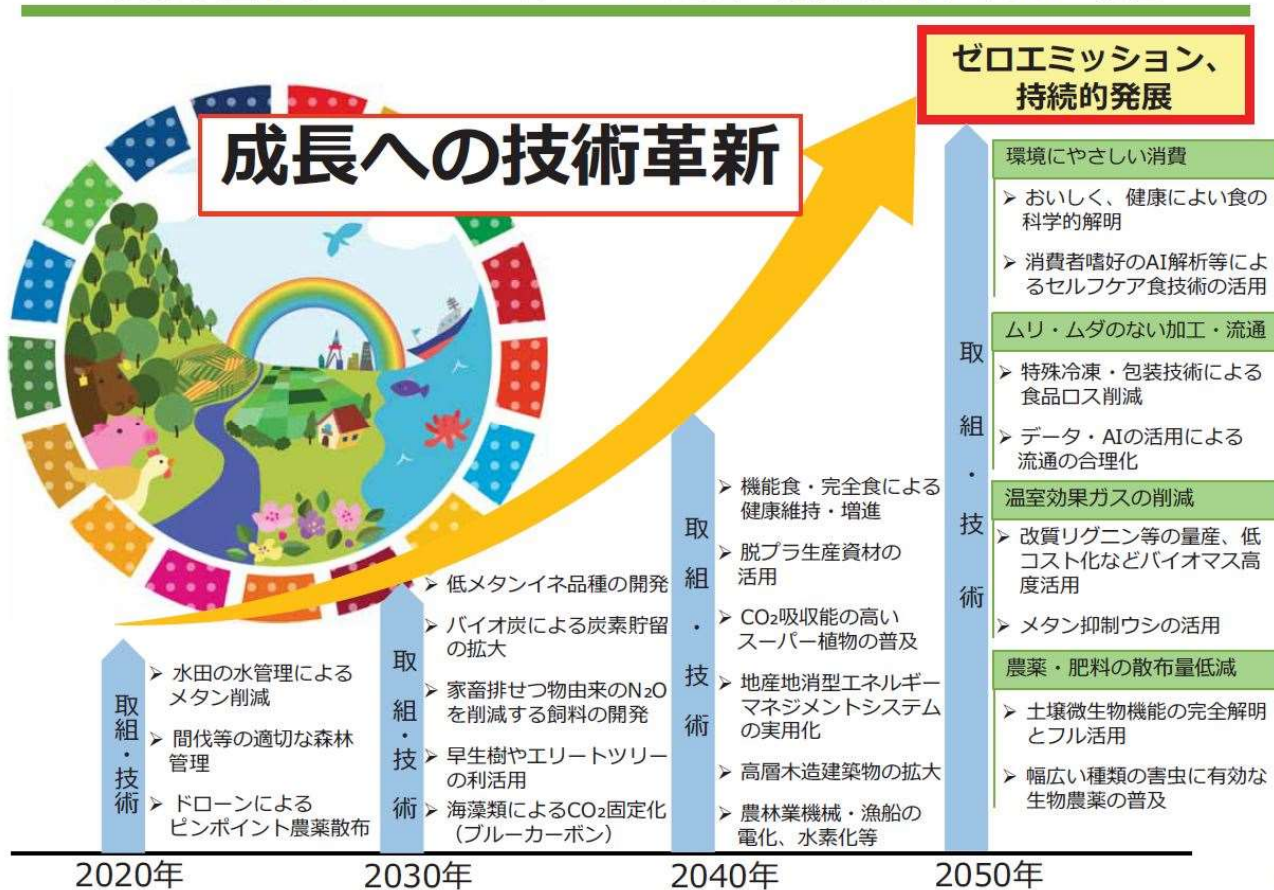 ゼロエミッション、
持続的発展
成長への技術革新
取組・技術
➢ 水田の水管理による
メタン削減
➢ 間伐等の適切な森林
管理
➢ ドローンによる
ピンポイント農薬散布
取組・技術
➢ 低メタンイネ品種の開発
➢ バイオ炭による炭素貯留
の拡大
➢ 家畜排せつ物由来のN₂O
を削減する飼料の開発
➢ 早生樹やエリートツリー
の利活用
➢ 海藻類によるCO₂固定化
（ブルーカーボン）
取組・技術
➢ 機能食・完全食による
健康維持・増進
➢ 脱プラ生産資材の
活用
➢ CO₂吸収能の高い
スーパー植物の普及
➢ 地産地消型エネルギー
マネジメントシステム
の実用化
➢ 高層木造建築物の拡大
➢ 農林業機械・漁船の
電化、水素化等
取組・技術
環境にやさしい消費
➢ おいしく、健康によい食の
科学的解明
➢ 消費者嗜好のAI解析等によ
るセルフケア食技術の活用
ムリ・ムダのない加工・流通
➢ 特殊冷凍・包装技術による
食品ロス削減
➢ データ・AIの活用による
流通の合理化
温室効果ガスの削減
➢ 改質リグニン等の量産、低
コスト化などバイオマス高
度活用
➢ メタン抑制ウシの活用
農薬・肥料の散布量低減
➢ 土壌微生物機能の完全解明
とフル活用
➢ 幅広い種類の害虫に有効な
生物農薬の普及
2020年
2030年
2040年
2050年